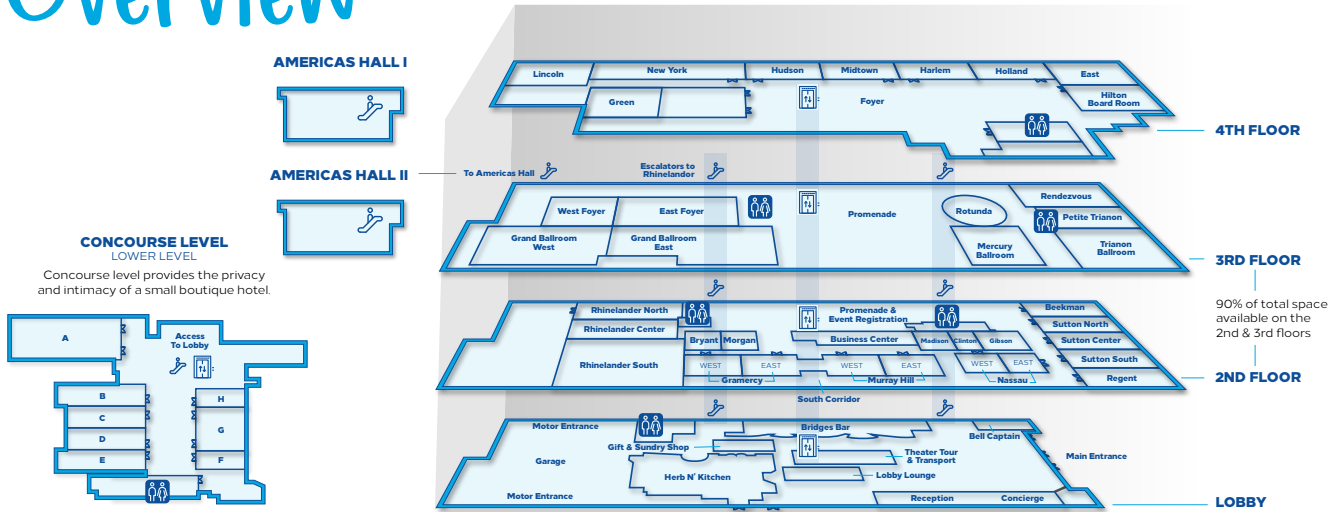 Overview
AMERICAS HALL I
AMERICAS HALL II
CONCOURSE LEVEL
LOWER LEVEL
Concourse level provides the privacy
and intimacy of a small boutique hotel.
A
Access
To Lobby
B
C
D
E
H
G
F
Lincoln
New York
Hudson
Midtown
Harlem
Holland
East
Green
Foyer
Hilton
Board Room
4TH FLOOR
To Americas Hall
Escalators to
Rhinelandor
West Foyer
East Foyer
Promenade
Rotunda
Rendezvous
Petite Trianon
Grand Ballroom
West
Grand Ballroom
East
Mercury
Ballroom
Trianon
Ballroom
3RD FLOOR
90% of total space
available on the
2nd & 3rd floors
Rhinelander North
Rhinelander Center
Rhinelander South
Promenade &
Event Registration
Bryant
Morgan
Business Center
Madison
Clinton
Gibson
WEST
EAST
Gramercy
WEST
EAST
Murray Hill
WEST
EAST
Nassau
South Corridor
Beekman
Sutton North
Sutton Center
Sutton South
Regent
2ND FLOOR
Motor Entrance
Garage
Motor Entrance
Gift & Sundry Shop
Herb N' Kitchen
Bridges Bar
Theater Tour
& Transport
Lobby Lounge
Bell Captain
Main Entrance
Reception
Concierge
LOBBY